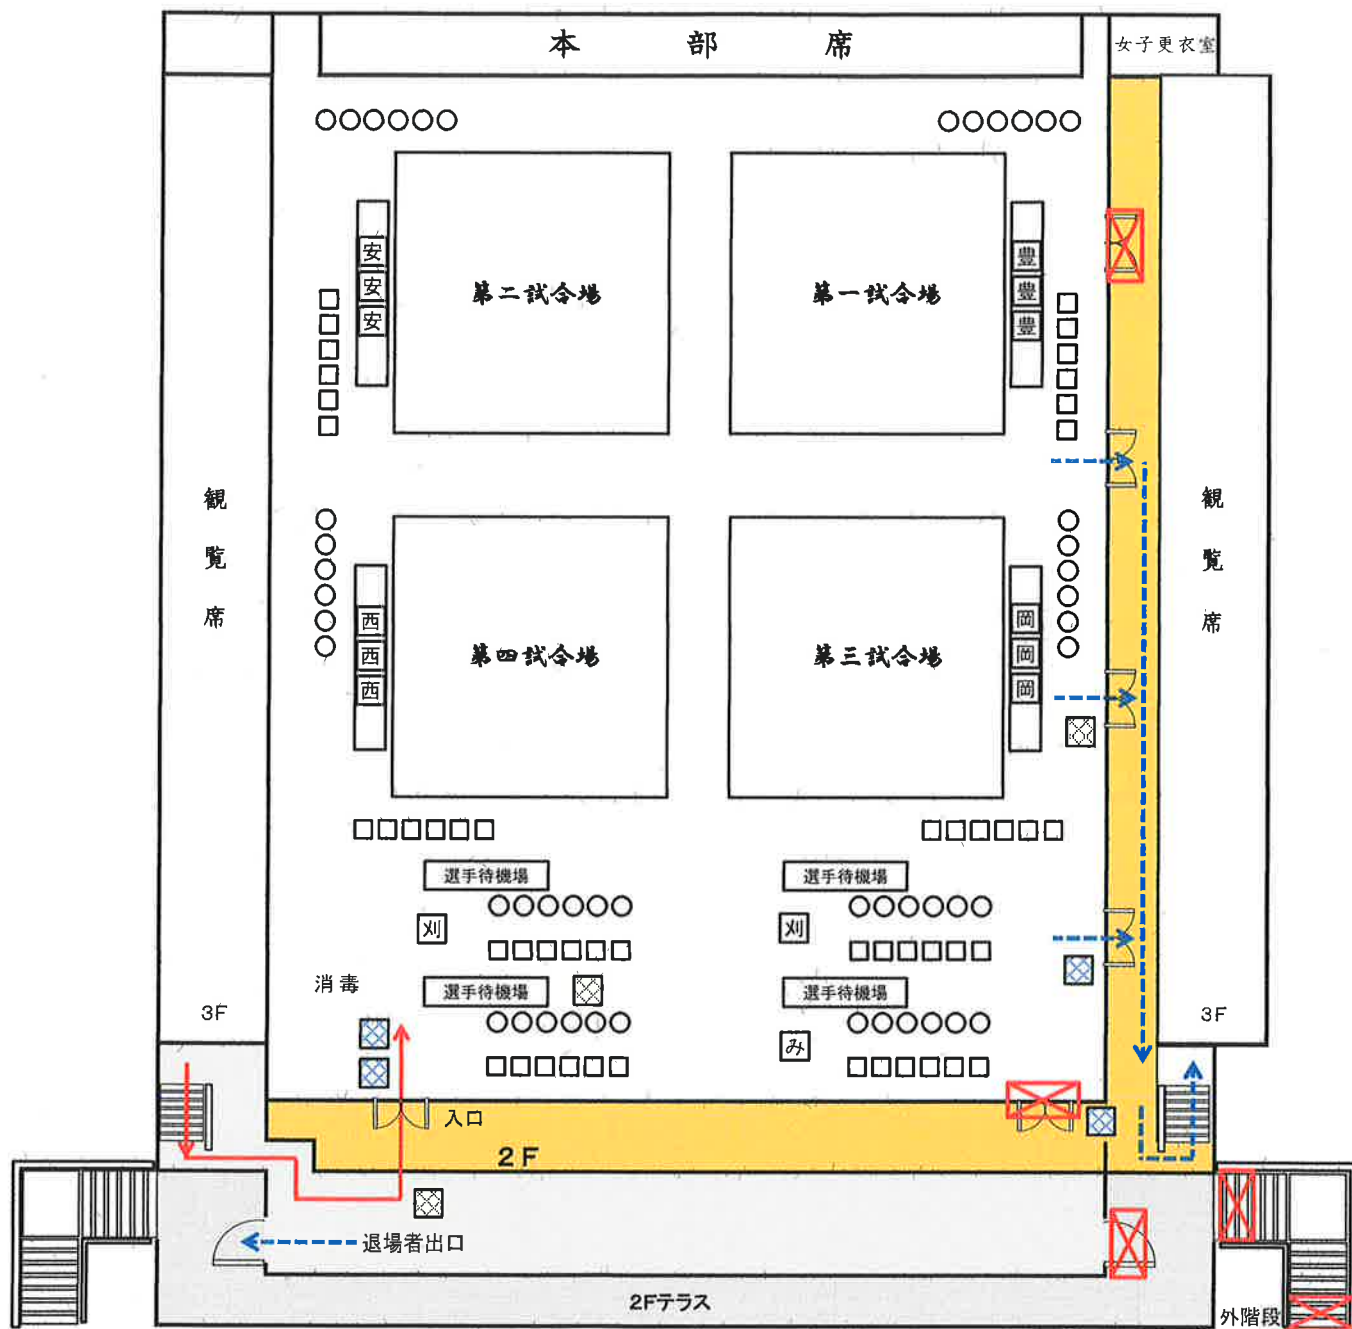 本部席
女子更衣室
安
安
安
第二試合場
第一試合場
豊
豊
豊
観覧席
観覧席
西
西
西
第四試合場
第三試合場
岡
岡
岡
選手待機場
選手待機場
刈
刈
消毒
選手待機場
選手待機場
3F
3F
み
入口
2F
退場者出口
2Fテラス
外階段